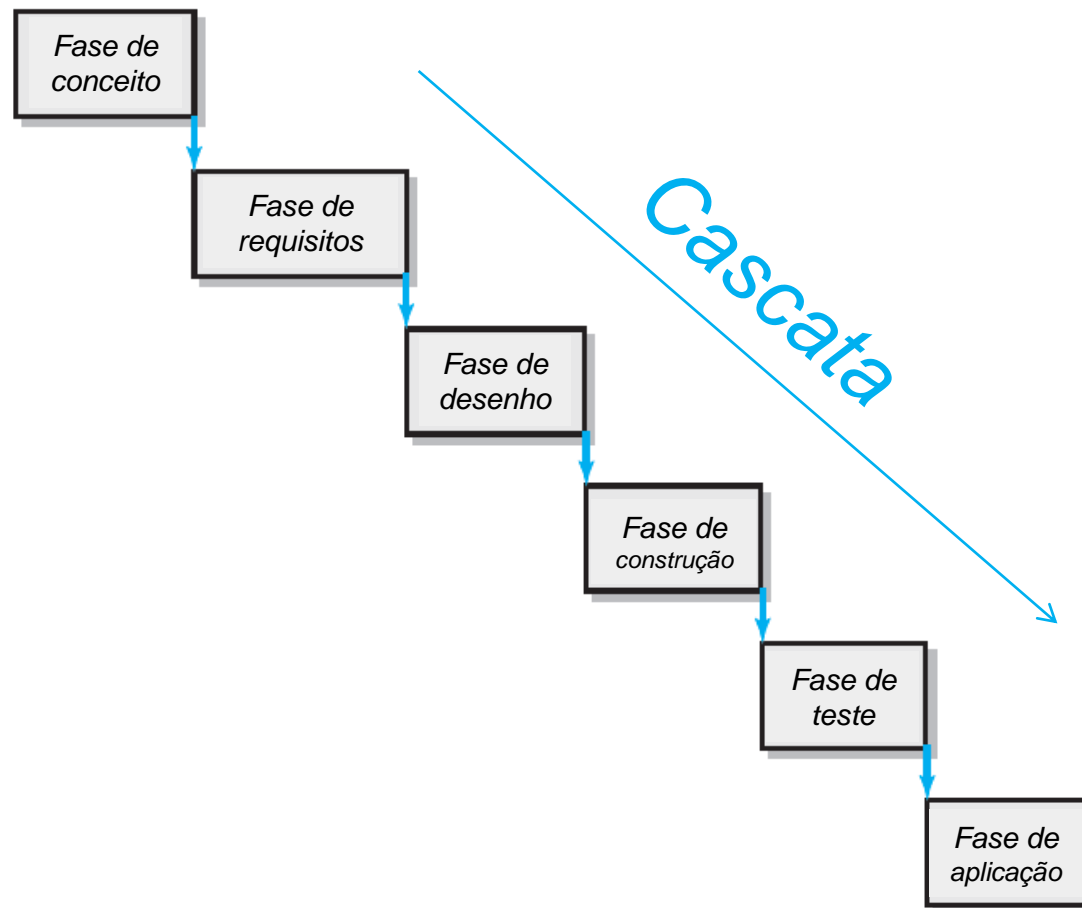 Fase de
conceito
Fase de
requisitos
Cascata
Fase de
desenho
Fase de
construção
Fase de
teste
Fase de
aplicação